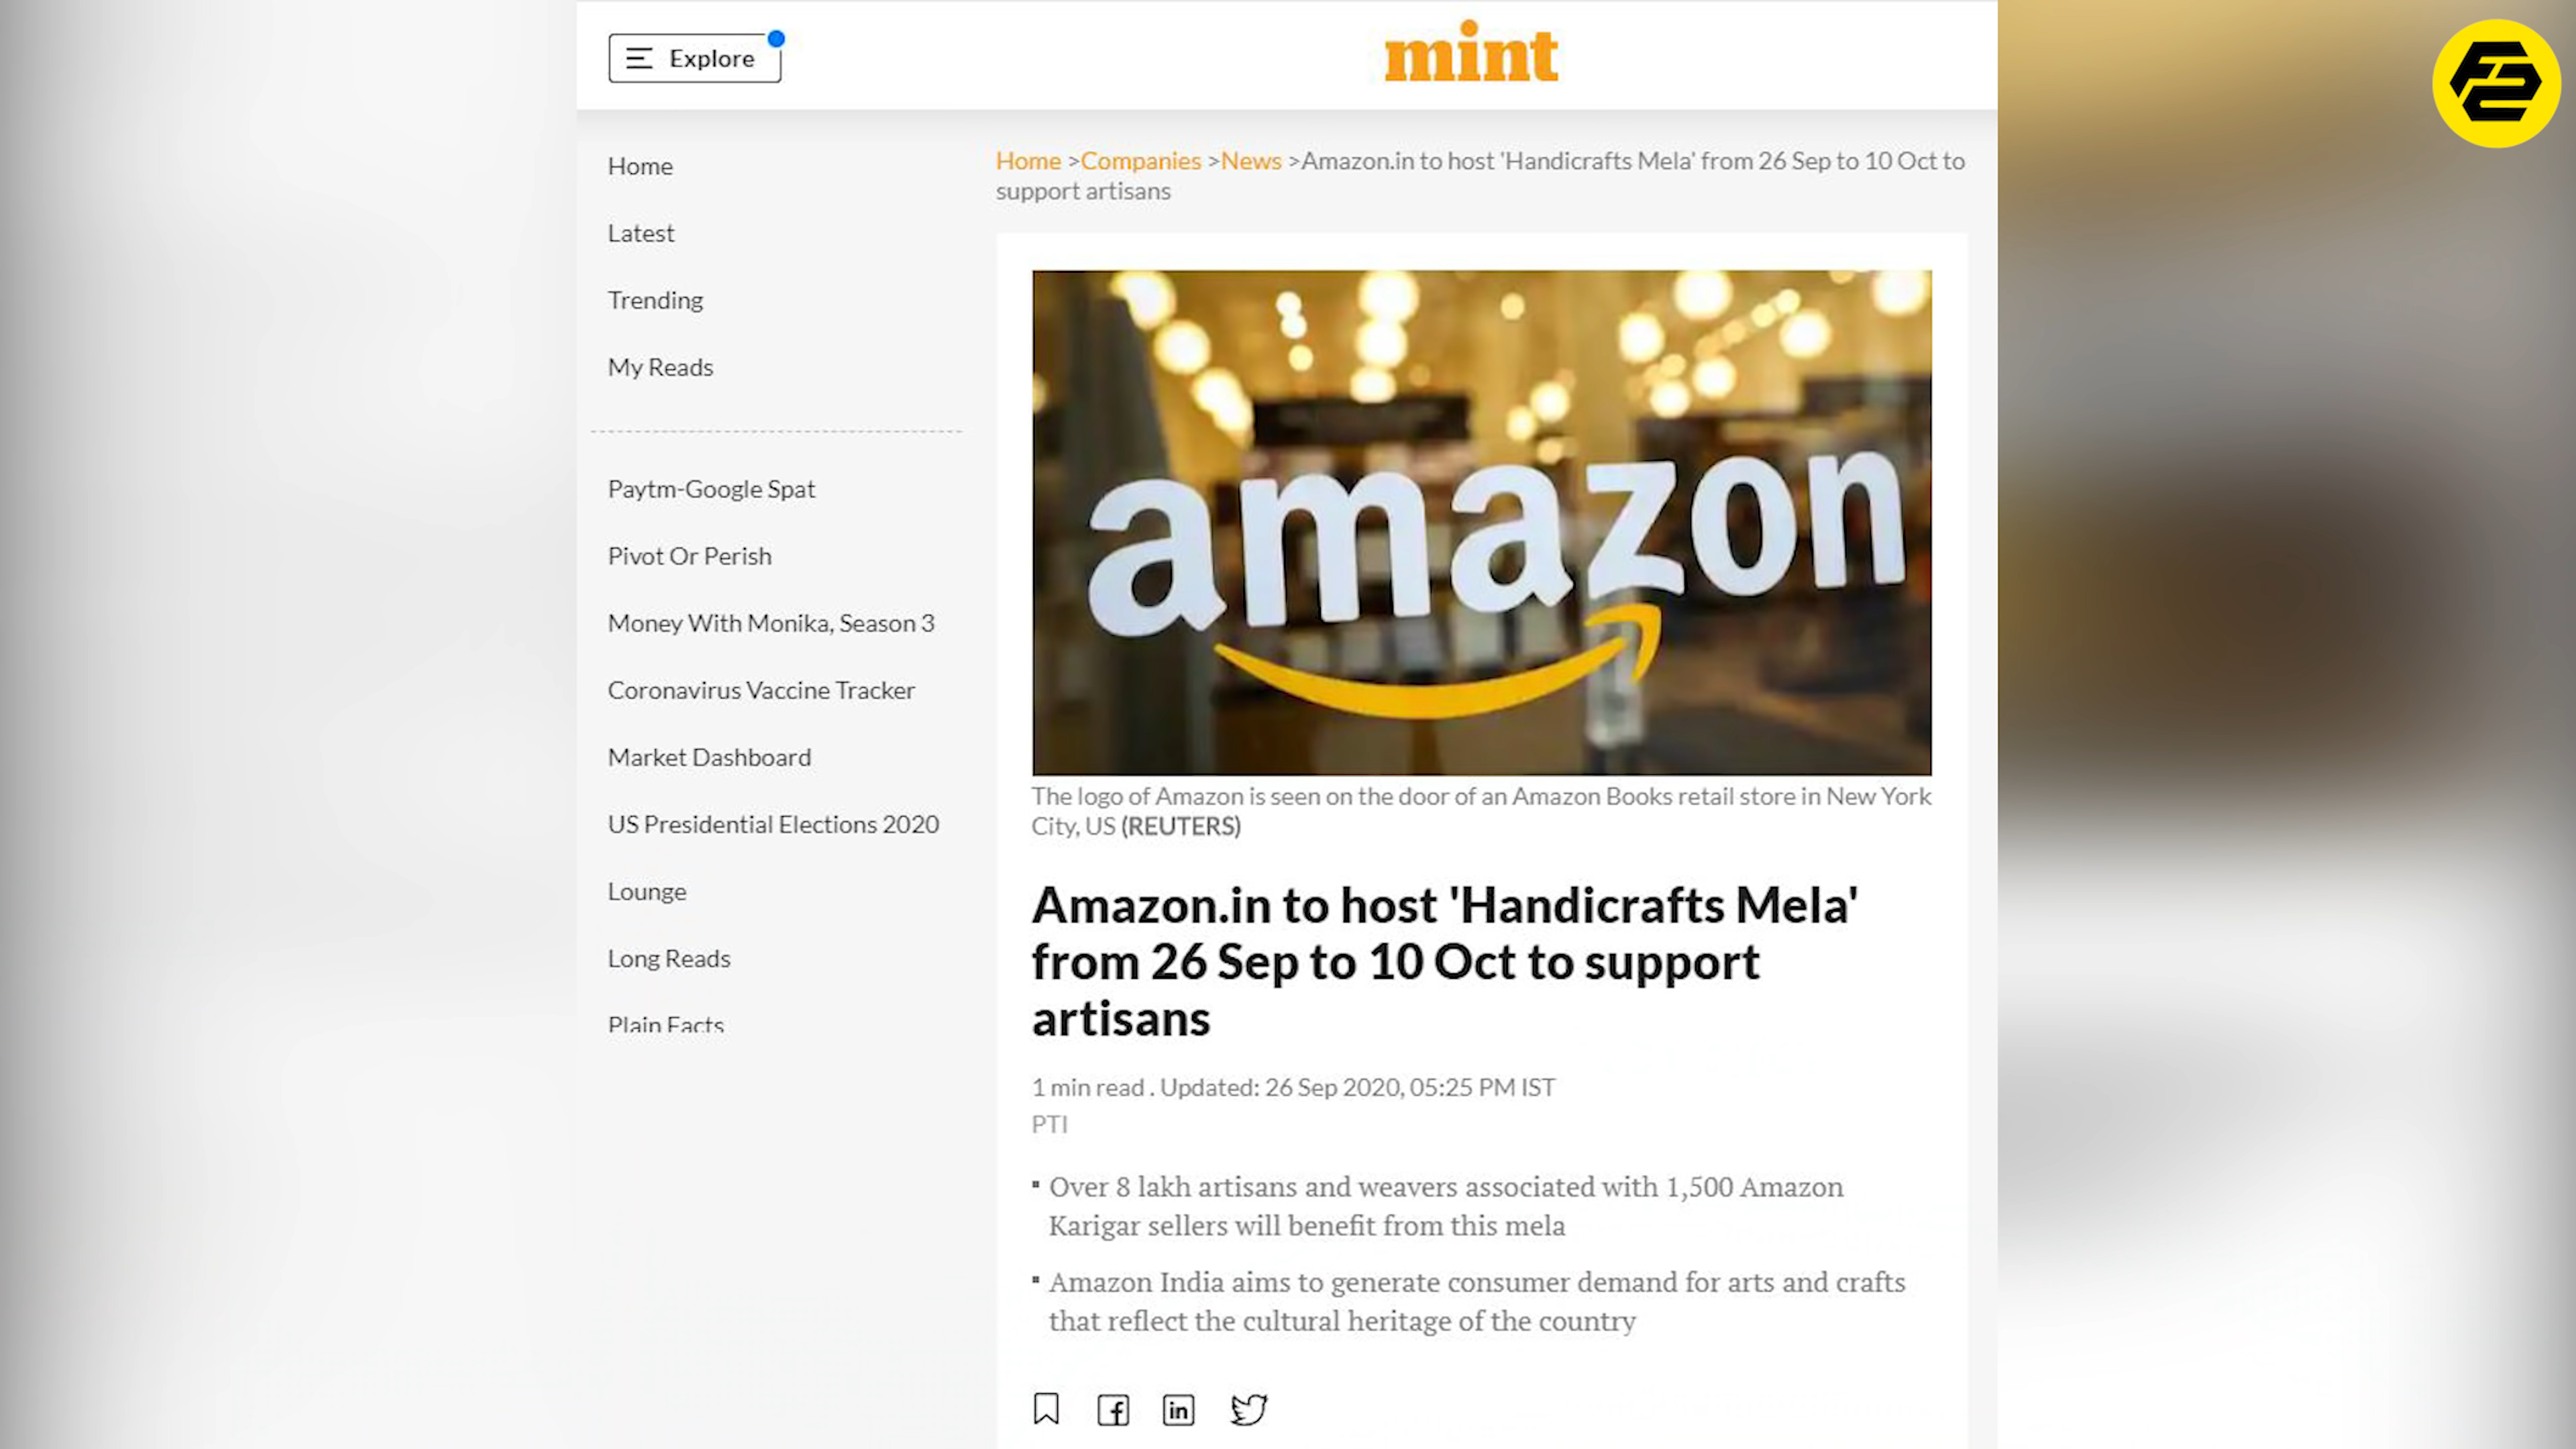 Explore
mint
Home
Latest
Trending
My Reads
Paytm-Google Spat
Pivot Or Perish
Money With Monika, Season 3
Coronavirus Vaccine Tracker
Market Dashboard
US Presidential Elections 2020
Lounge
Long Reads
Plain Facts
Home >Companies >News >Amazon.in to host 'Handicrafts Mela' from 26 Sep to 10 Oct to
support artisans
amazon
The logo of Amazon is seen on the door of an Amazon Books retail store in New York
City, US (REUTERS)
Amazon.in to host 'Handicrafts Mela'
from 26 Sep to 10 Oct to support
artisans
1 min read . Updated: 26 Sep 2020, 05:25 PM IST
PTI
Over 8 lakh artisans and weavers associated with 1,500 Amazon
Karigar sellers will benefit from this mela
Amazon India aims to generate consumer demand for arts and crafts
that reflect the cultural heritage of the country